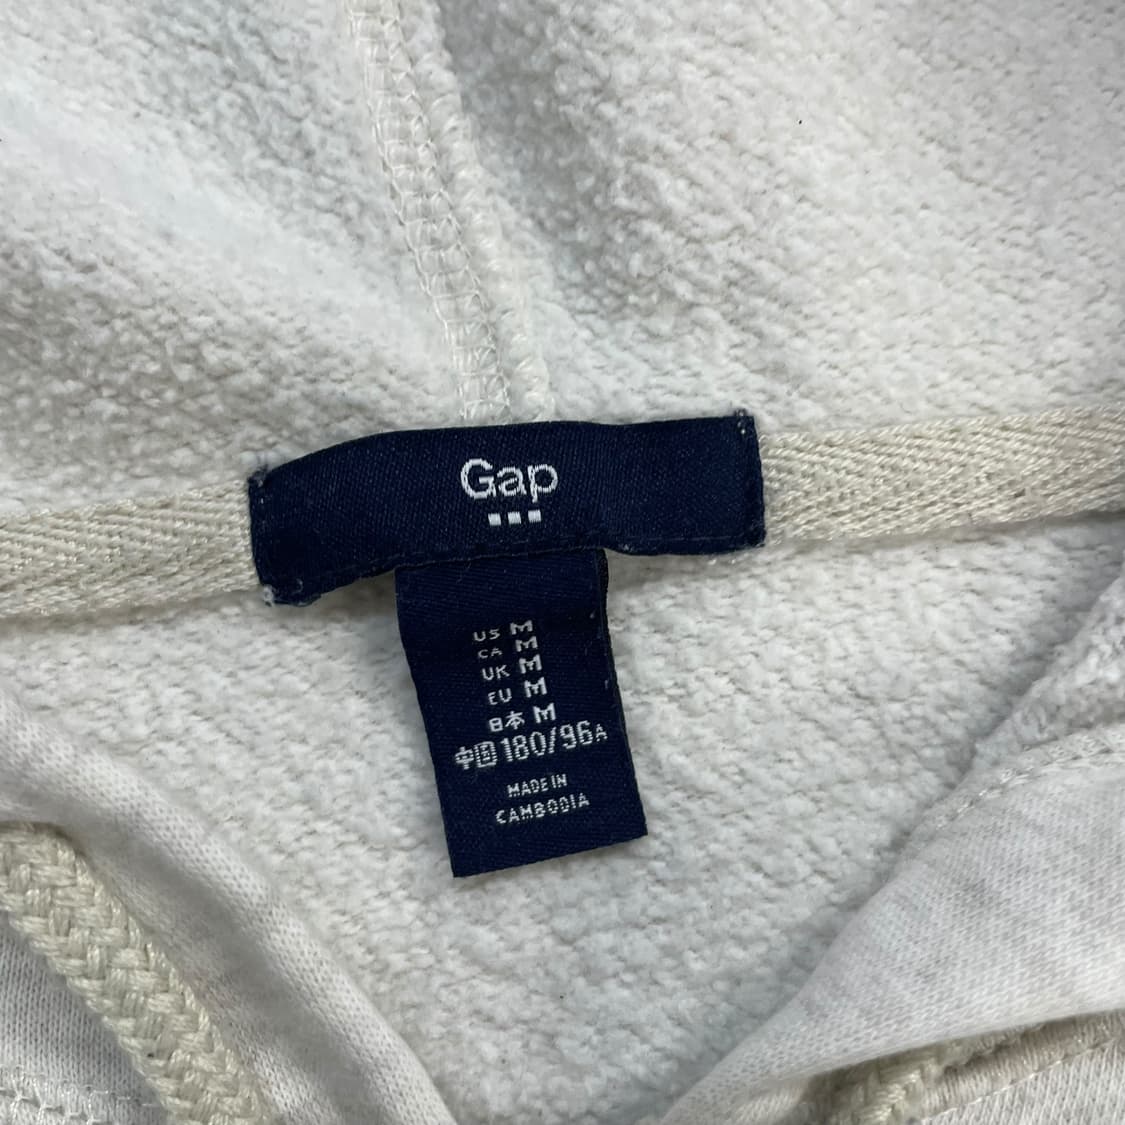 Gap
US M
CA M
UK M
EU M
日本 M
中国 180/96A
MADE IN
CAMBODIA